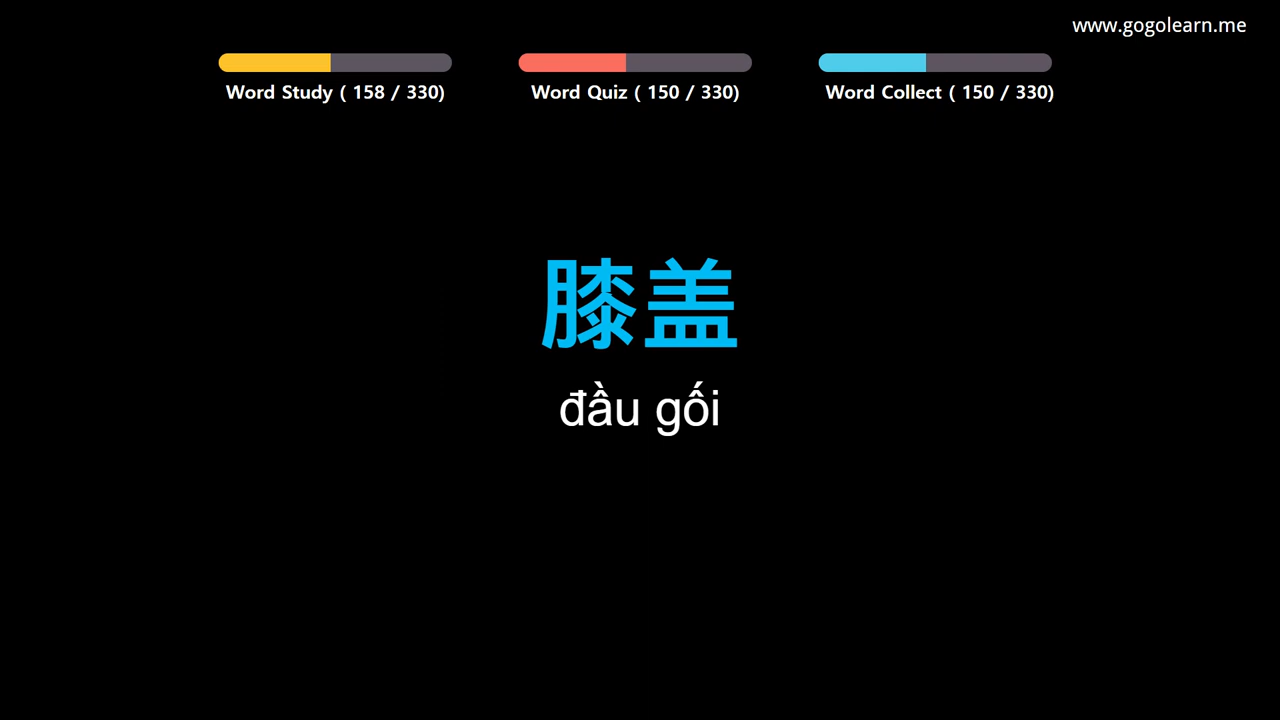 www.gogolearn.me
Word Study ( 158 / 330)
Word Quiz ( 150 / 330)
Word Collect ( 150 / 330)
膝盖
đầu gối